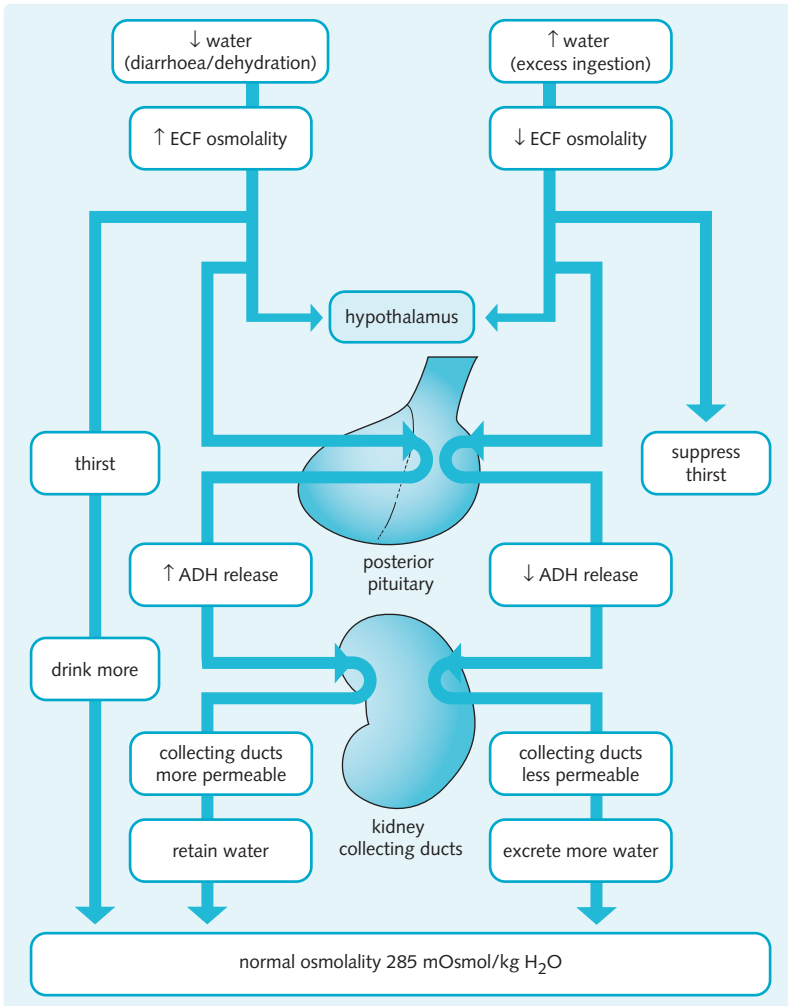 ↓ water
(diarrhoea/dehydration)
↑ water
(excess ingestion)
↑ ECF osmolality
↓ ECF osmolality
hypothalamus
thirst
suppress
thirst
posterior
pituitary
↑ ADH release
↓ ADH release
drink more
collecting ducts
more permeable
collecting ducts
less permeable
kidney
collecting ducts
retain water
excrete more water
normal osmolality 285 mOsmol/kg H₂O